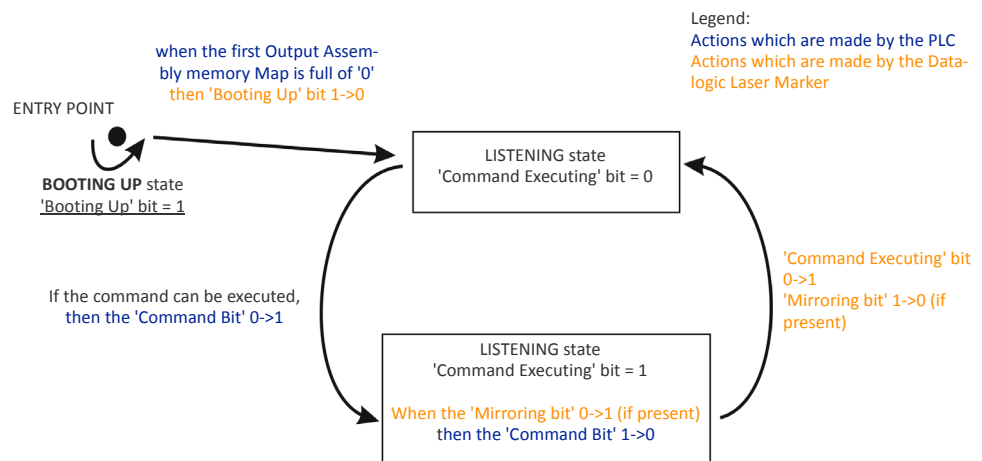 Legend:
Actions which are made by the PLC
Actions which are made by the Data-
logic Laser Marker
when the first Output Assem-
bly memory Map is full of '0'
then 'Booting Up' bit 1->0
ENTRY POINT
BOOTING UP state
'Booting Up' bit = 1
LISTENING state
'Command Executing' bit = 0
'Command Executing' bit
0->1
'Mirroring bit' 1->0 (if
present)
If the command can be executed,
then the 'Command Bit' 0->1
LISTENING state
'Command Executing' bit = 1
When the 'Mirroring bit' 0->1 (if present)
then the 'Command Bit' 1->0